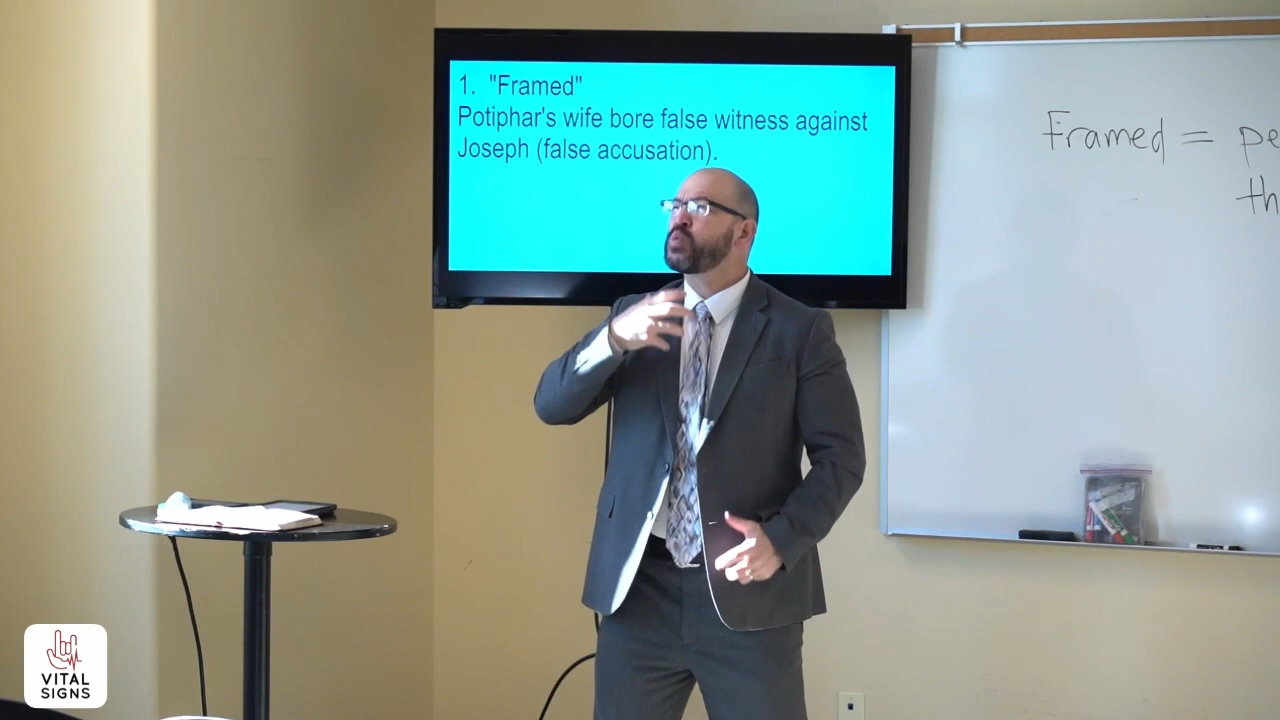 1. "Framed"
Potiphar's wife bore false witness against
Joseph (false accusation).
Framed =
VITAL
SIGNS